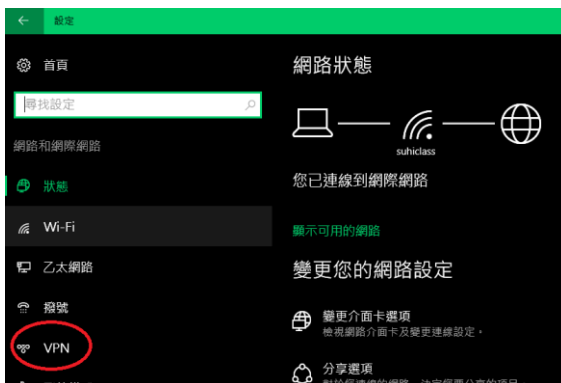 設定
首頁
尋找設定
網路和網際網路
狀態
Wi-Fi
乙太網路
撥號
VPN
網路狀態
suhiclass
您已連線到網際網路
顯示可用的網路
變更您的網路設定
變更介面卡選項
檢視網路介面卡及變更連線設定。
分享選項